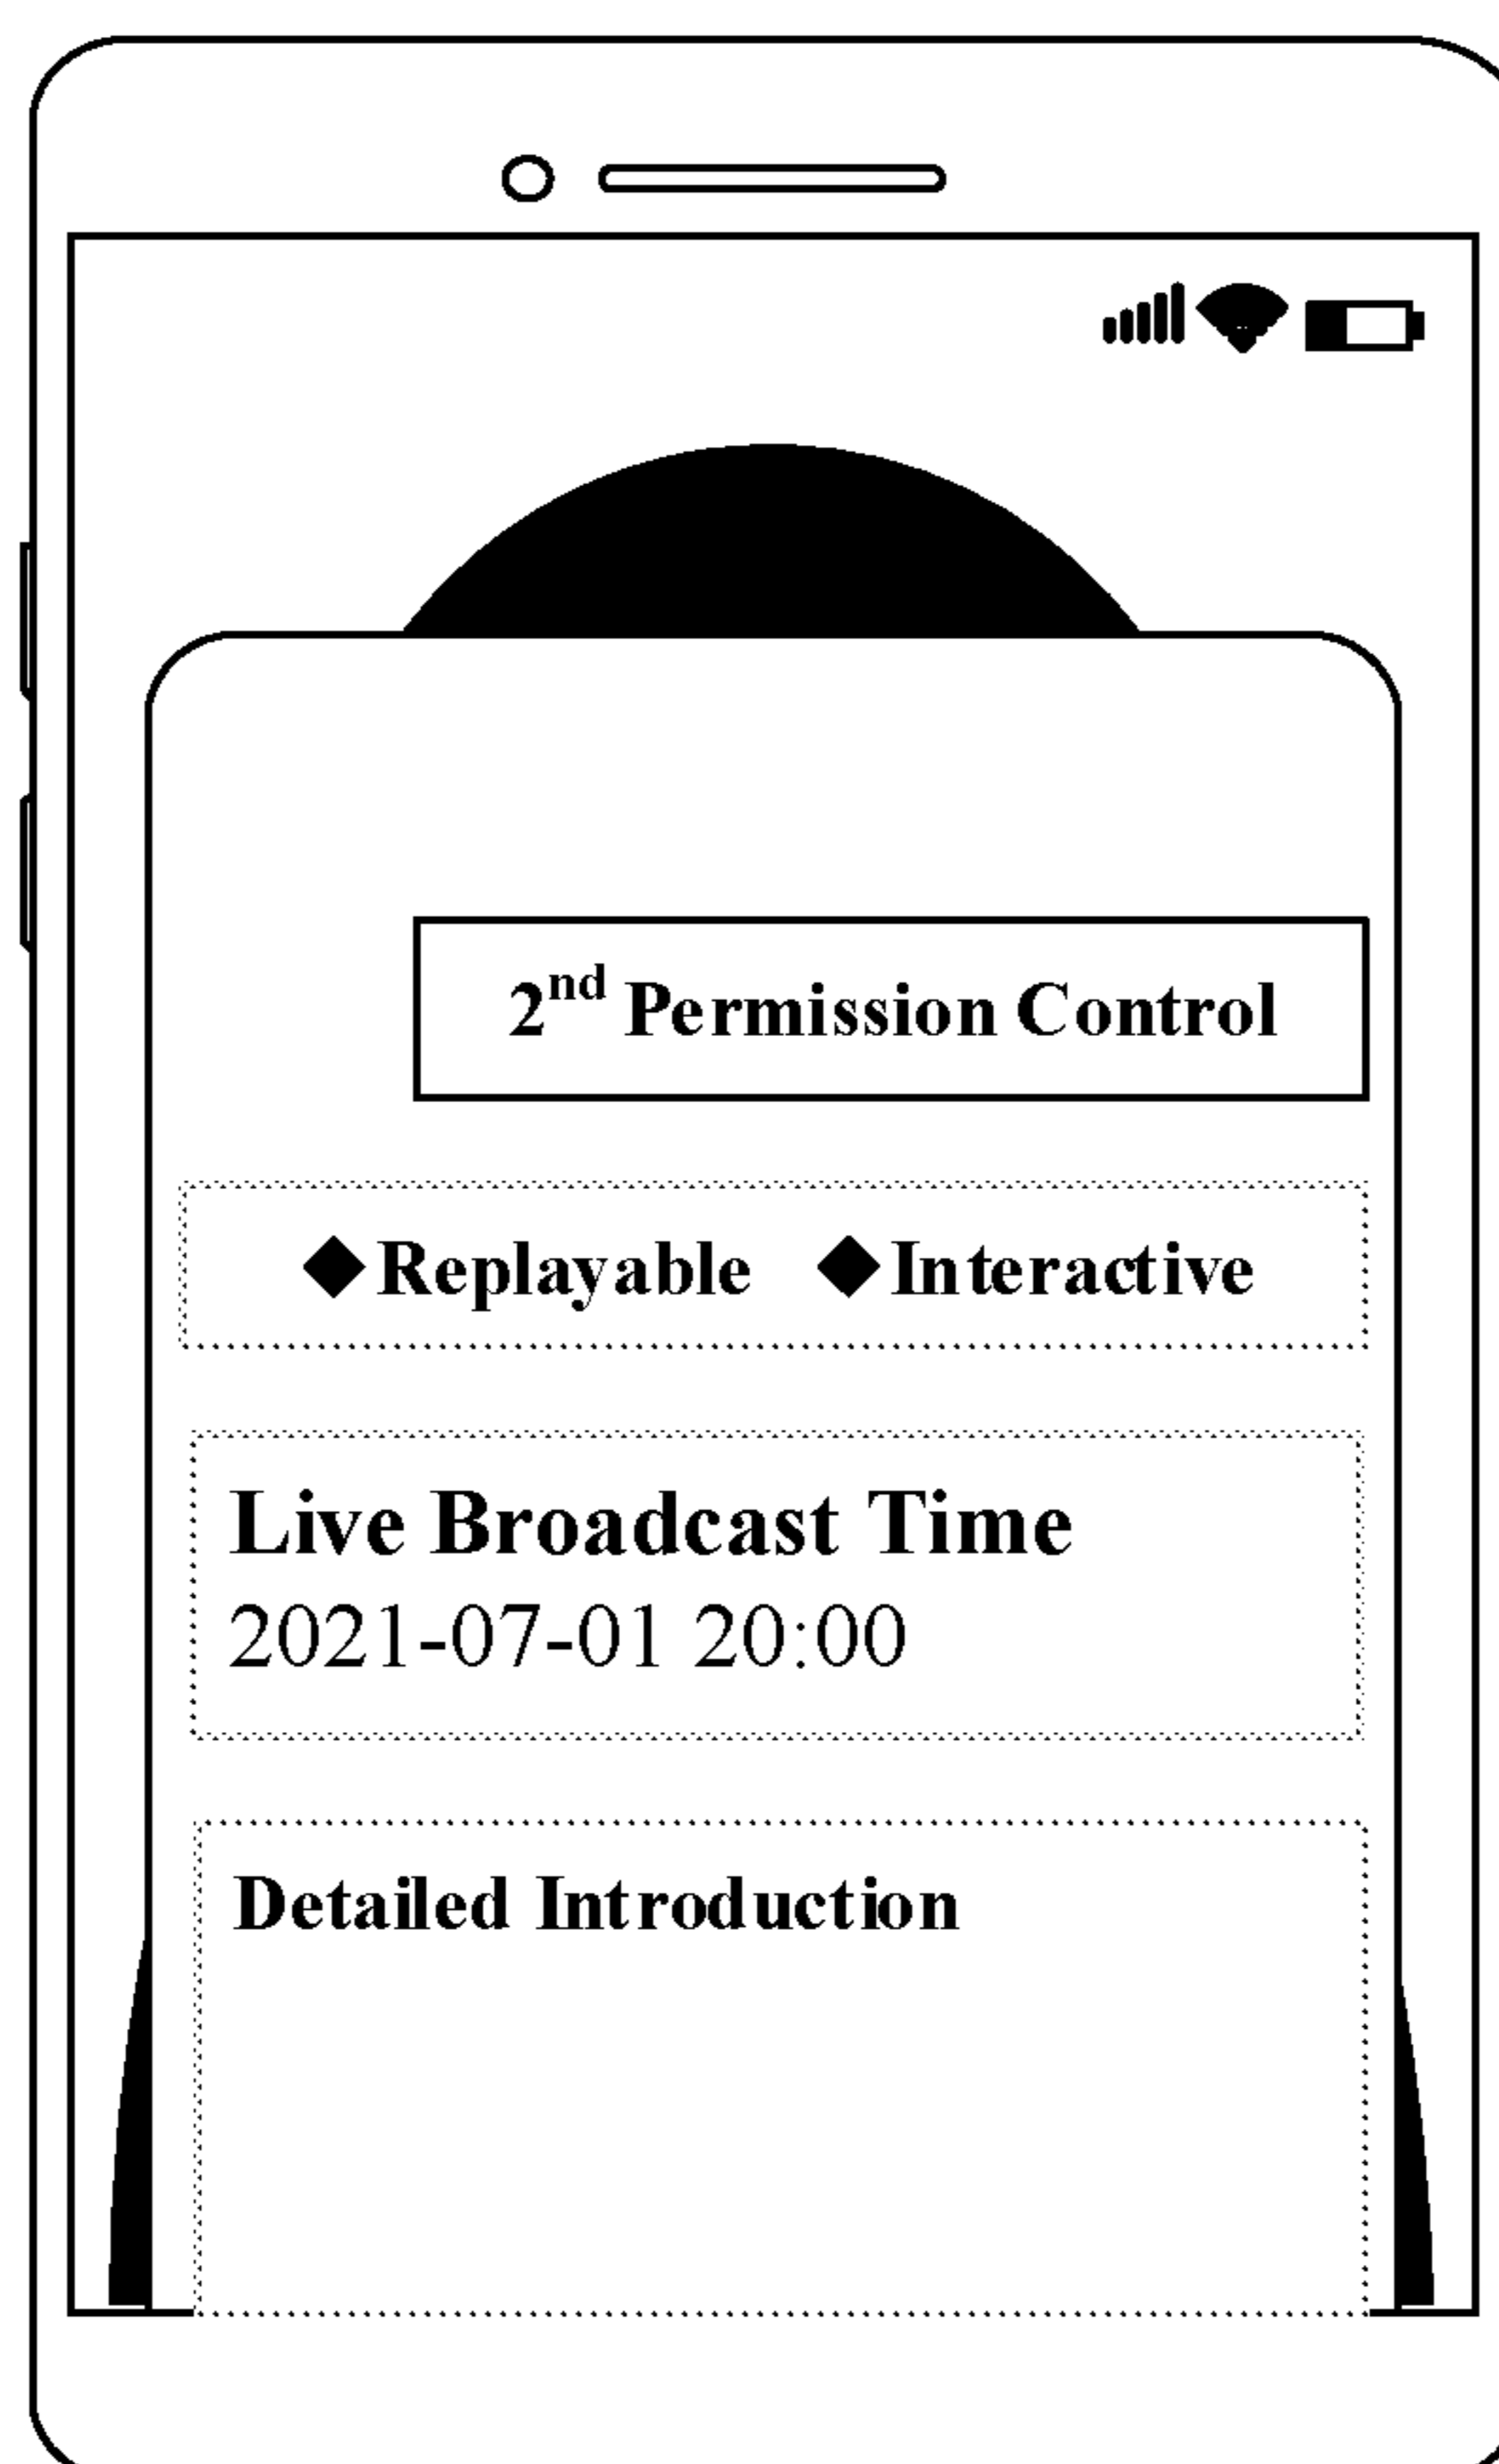 2nd Permission Control
◆Replayable ◆Interactive
Live Broadcast Time
2021-07-01 20:00
Detailed Introduction